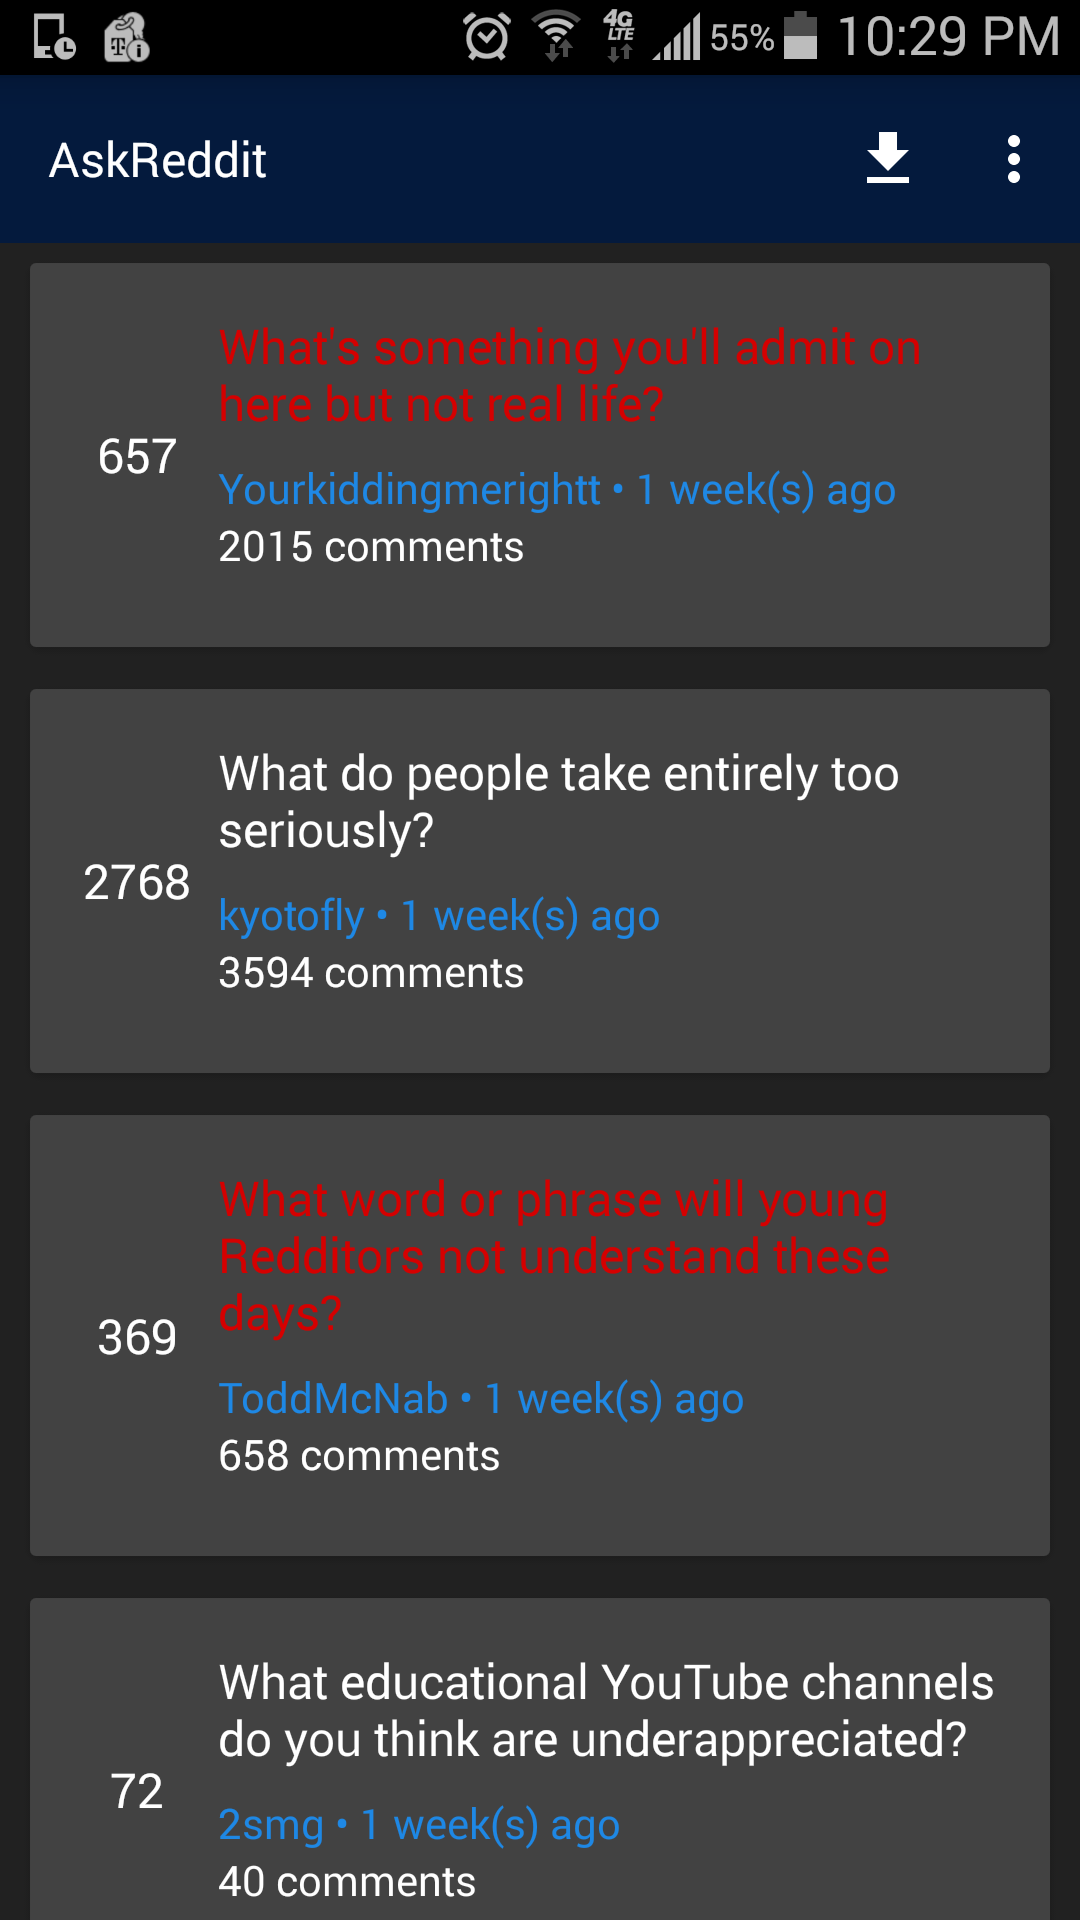 4G LTE 55% 10:29 PM
AskReddit
What's something you'll admit on
here but not real life?
657
Yourkiddingmerightt • 1 week(s) ago
2015 comments
What do people take entirely too
seriously?
2768
kyotofly • 1 week(s) ago
3594 comments
What word or phrase will young
Redditors not understand these
days?
369
ToddMcNab • 1 week(s) ago
658 comments
What educational YouTube channels
do you think are underappreciated?
72
2smg • 1 week(s) ago
40 comments